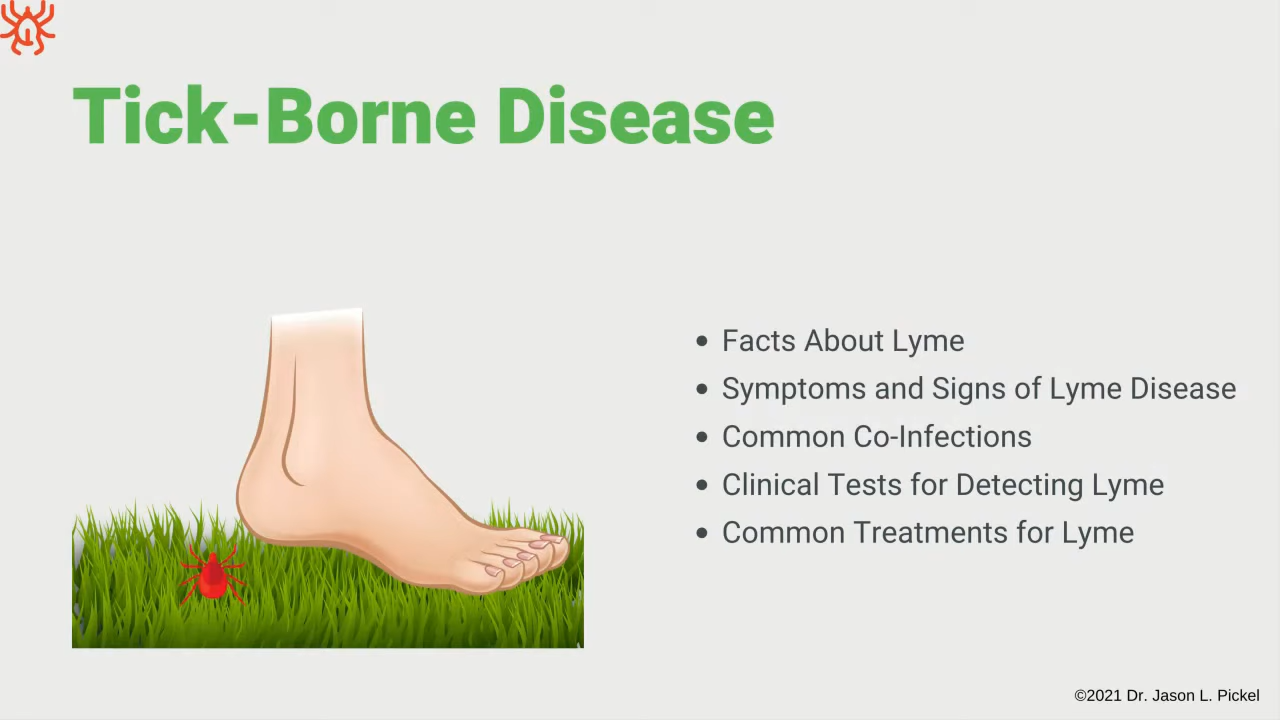 Tick-Borne Disease
• Facts About Lyme
• Symptoms and Signs of Lyme Disease
• Common Co-Infections
• Clinical Tests for Detecting Lyme
• Common Treatments for Lyme
©2021 Dr. Jason L. Pickel